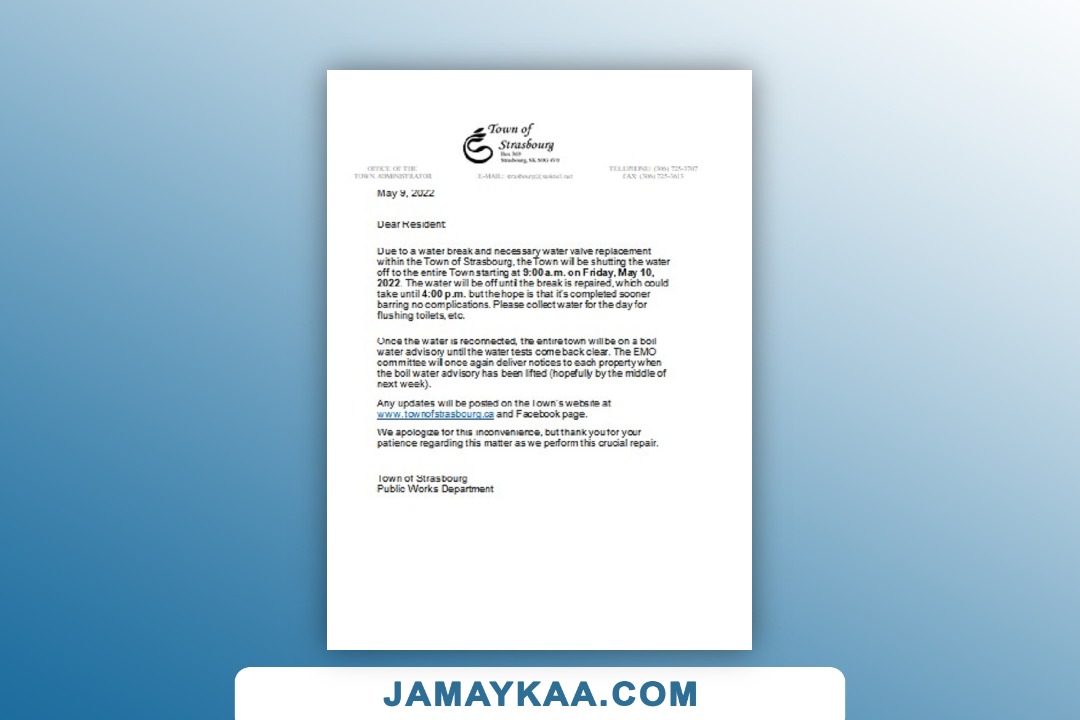 Town of
Strasbourg
Box 369
Strasbourg, SK S0G 4V0
OFFICE OF THE
TOWN ADMINISTRATOR
E-MAIL: strasbourg@sasktel.net
TELEPHONE: (306) 725-3707
FAX: (306) 725-3613
May 9, 2022
Dear Resident:
Due to a water break and necessary water valve replacement
within the Town of Strasbourg, the Town will be shutting the water
off to the entire Town starting at 9:00 a.m. on Friday, May 10,
2022. The water will be off until the break is repaired, which could
take until 4:00 p.m. but the hope is that it's completed sooner
barring no complications. Please collect water for the day for
flushing toilets, etc.
Once the water is reconnected, the entire town will be on a boil
water advisory until the water tests come back clear. The EMO
committee will once again deliver notices to each property when
the boil water advisory has been lifted (hopefully by the middle of
next week).
Any updates will be posted on the Town's website at
www.townofstrasbourg.ca and Facebook page.
We apologize for this inconvenience, but thank you for your
patience regarding this matter as we perform this crucial repair.
Town of Strasbourg
Public Works Department
JAMAYKAA.COM